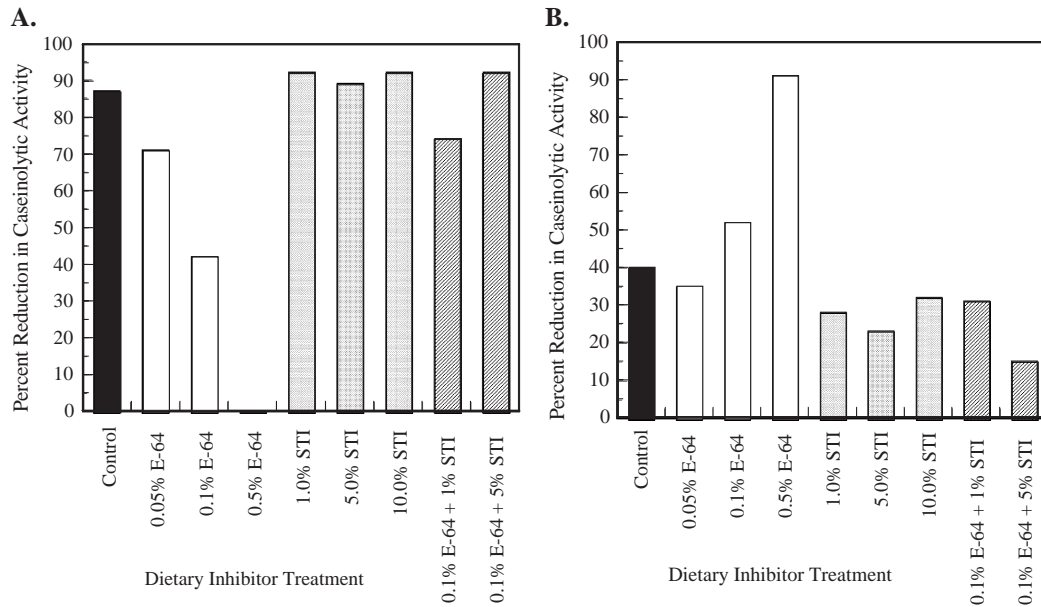 A.
Percent Reduction in Caseinolytic Activity
100
90
80
70
60
50
40
30
20
10
0
Control
0.05% E-64
0.1% E-64
0.5% E-64
1.0% STI
5.0% STI
10.0% STI
0.1% E-64 + 1% STI
0.1% E-64 + 5% STI
Dietary Inhibitor Treatment
B.
Percent Reduction in Caseinolytic Activity
100
90
80
70
60
50
40
30
20
10
0
Control
0.05% E-64
0.1% E-64
0.5% E-64
1.0% STI
5.0% STI
10.0% STI
0.1% E-64 + 1% STI
0.1% E-64 + 5% STI
Dietary Inhibitor Treatment